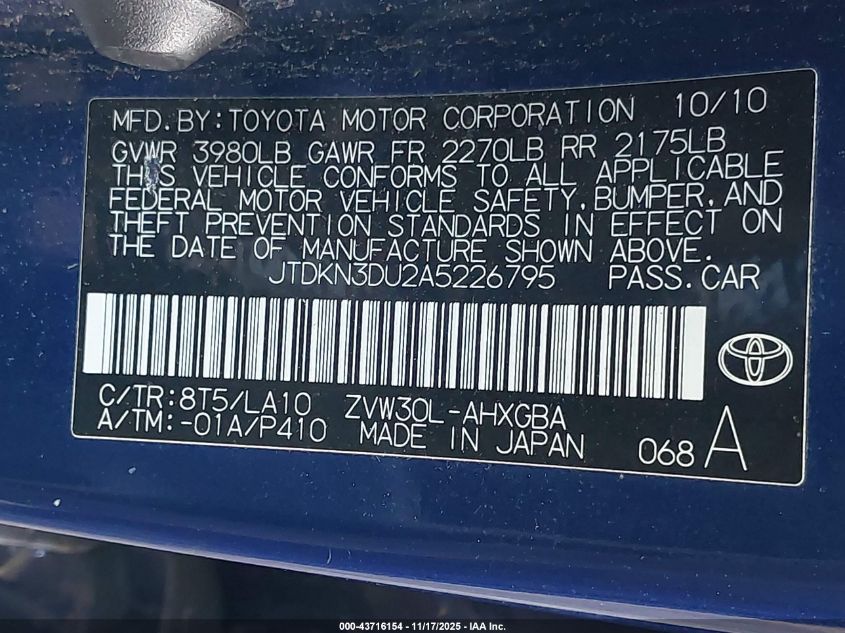 MFD.BY:TOYOTA MOTOR CORPORATION 10/10
GVWR 3980LB GAWR FR 2270LB RR 2175LB
THIS VEHICLE CONFORMS TO ALL APPLICABLE
FEDERAL MOTOR VEHICLE SAFETY,BUMPER,AND
THEFT PREVENTION STANDARDS IN EFFECT ON
THE DATE OF MANUFACTURE SHOWN ABOVE.
JTDKN3DU2A5226795 PASS.CAR
C/TR:8T5/LA10 ZVW30L-AHXGBA
A/TM:-01A/P410 MADE IN JAPAN 068 A
000-43716154 - 11/17/2025 - IAA Inc.